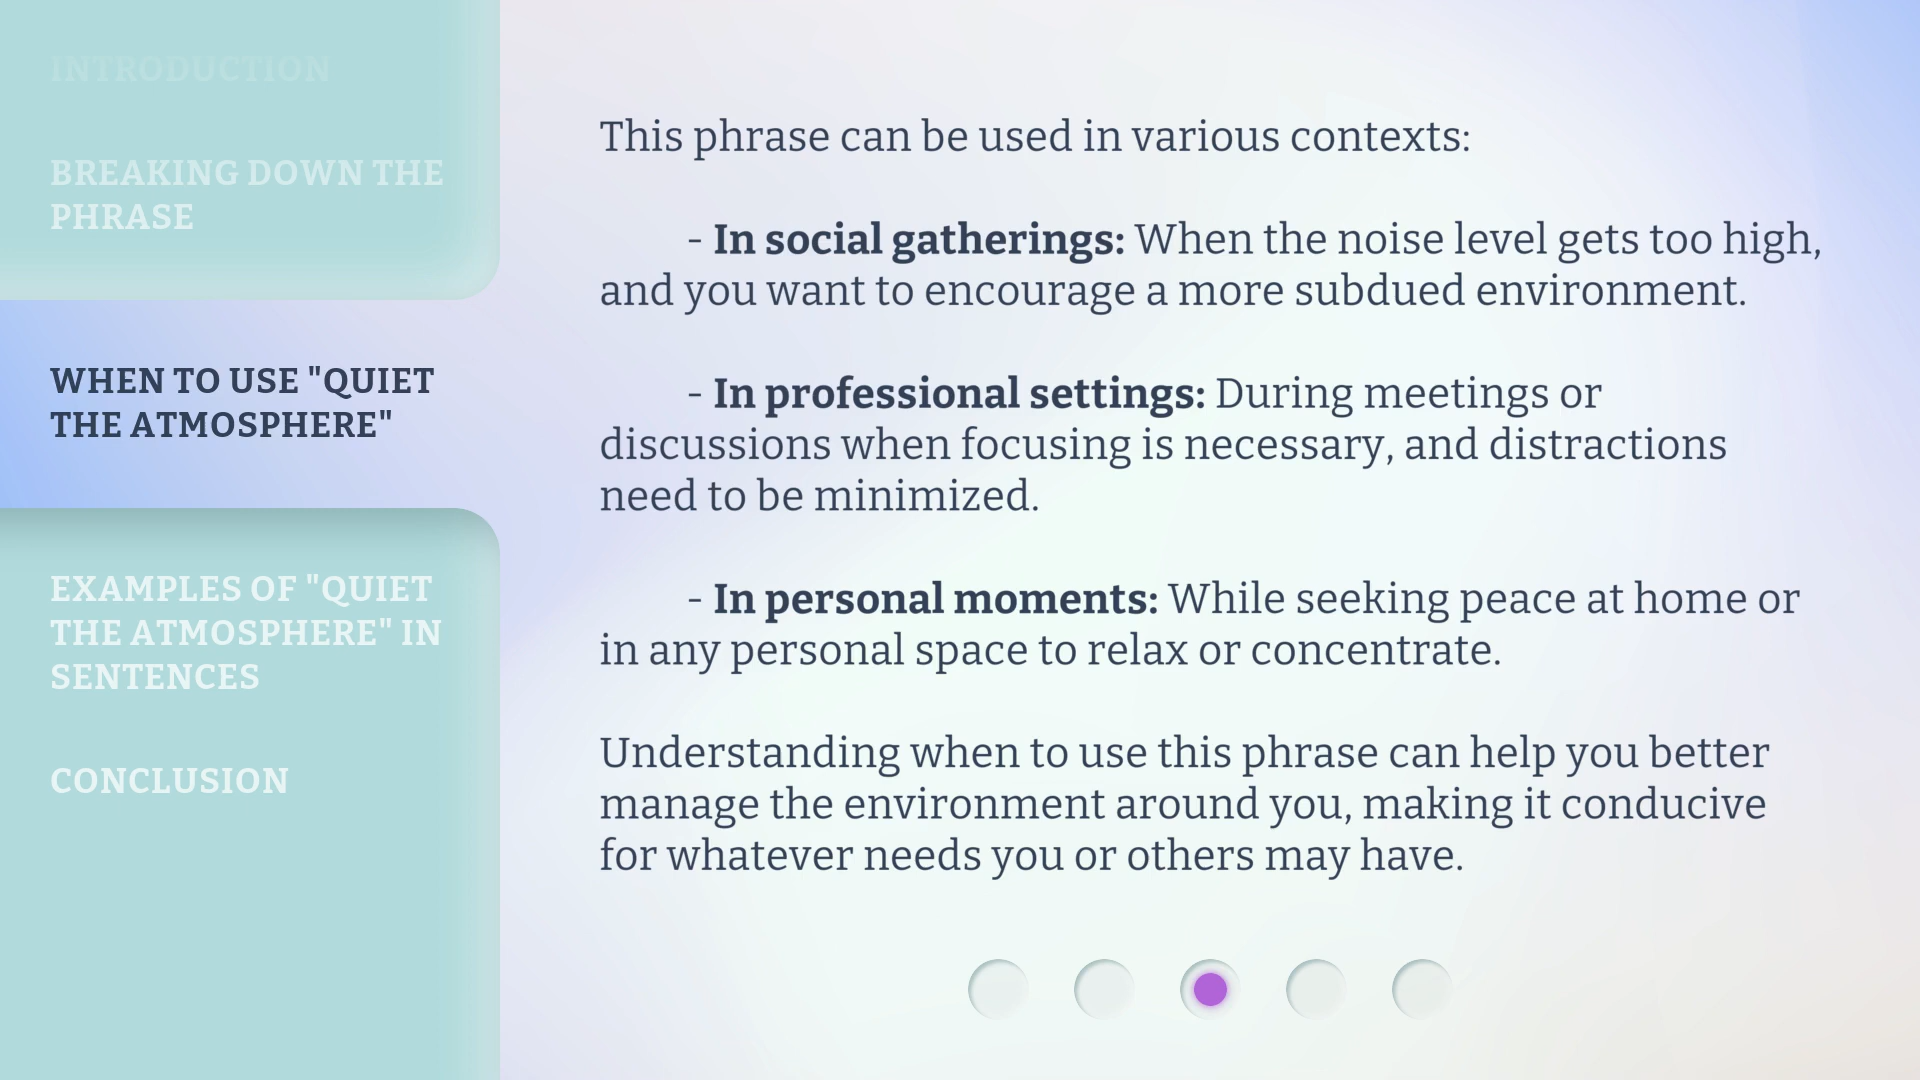 INTRODUCTION
BREAKING DOWN THE
PHRASE
WHEN TO USE "QUIET
THE ATMOSPHERE"
EXAMPLES OF "QUIET
THE ATMOSPHERE" IN
SENTENCES
CONCLUSION
This phrase can be used in various contexts:
- In social gatherings: When the noise level gets too high,
and you want to encourage a more subdued environment.
- In professional settings: During meetings or
discussions when focusing is necessary, and distractions
need to be minimized.
- In personal moments: While seeking peace at home or
in any personal space to relax or concentrate.
Understanding when to use this phrase can help you better
manage the environment around you, making it conducive
for whatever needs you or others may have.